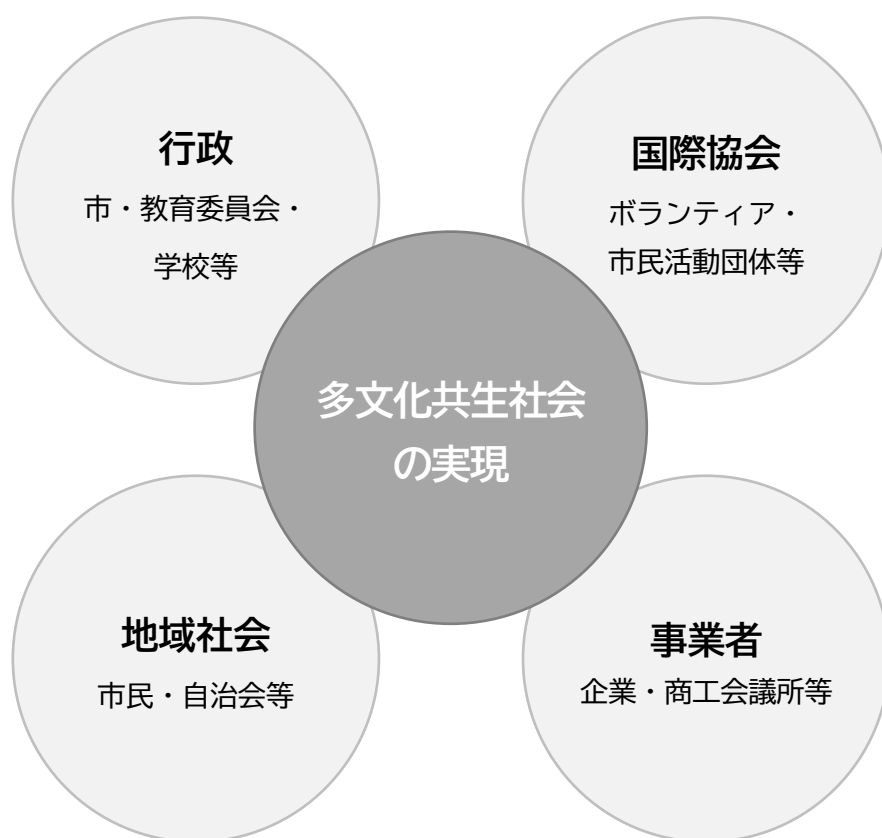 行政
市・教育委員会・
学校等
国際協会
ボランティア・
市民活動団体等
多文化共生社会
の実現
地域社会
市民・自治会等
事業者
企業・商工会議所等